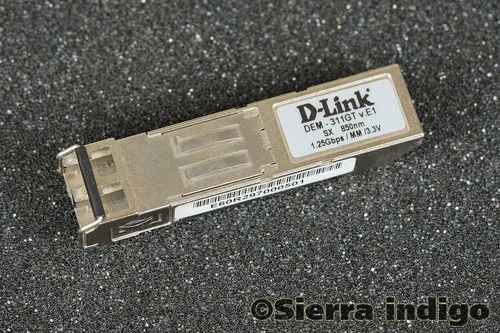 D-Link
DEM - 311GT v.E1
SX 850nm
1.25Gbps / MM /3.3V
E60R297000501
©Sierra indigo